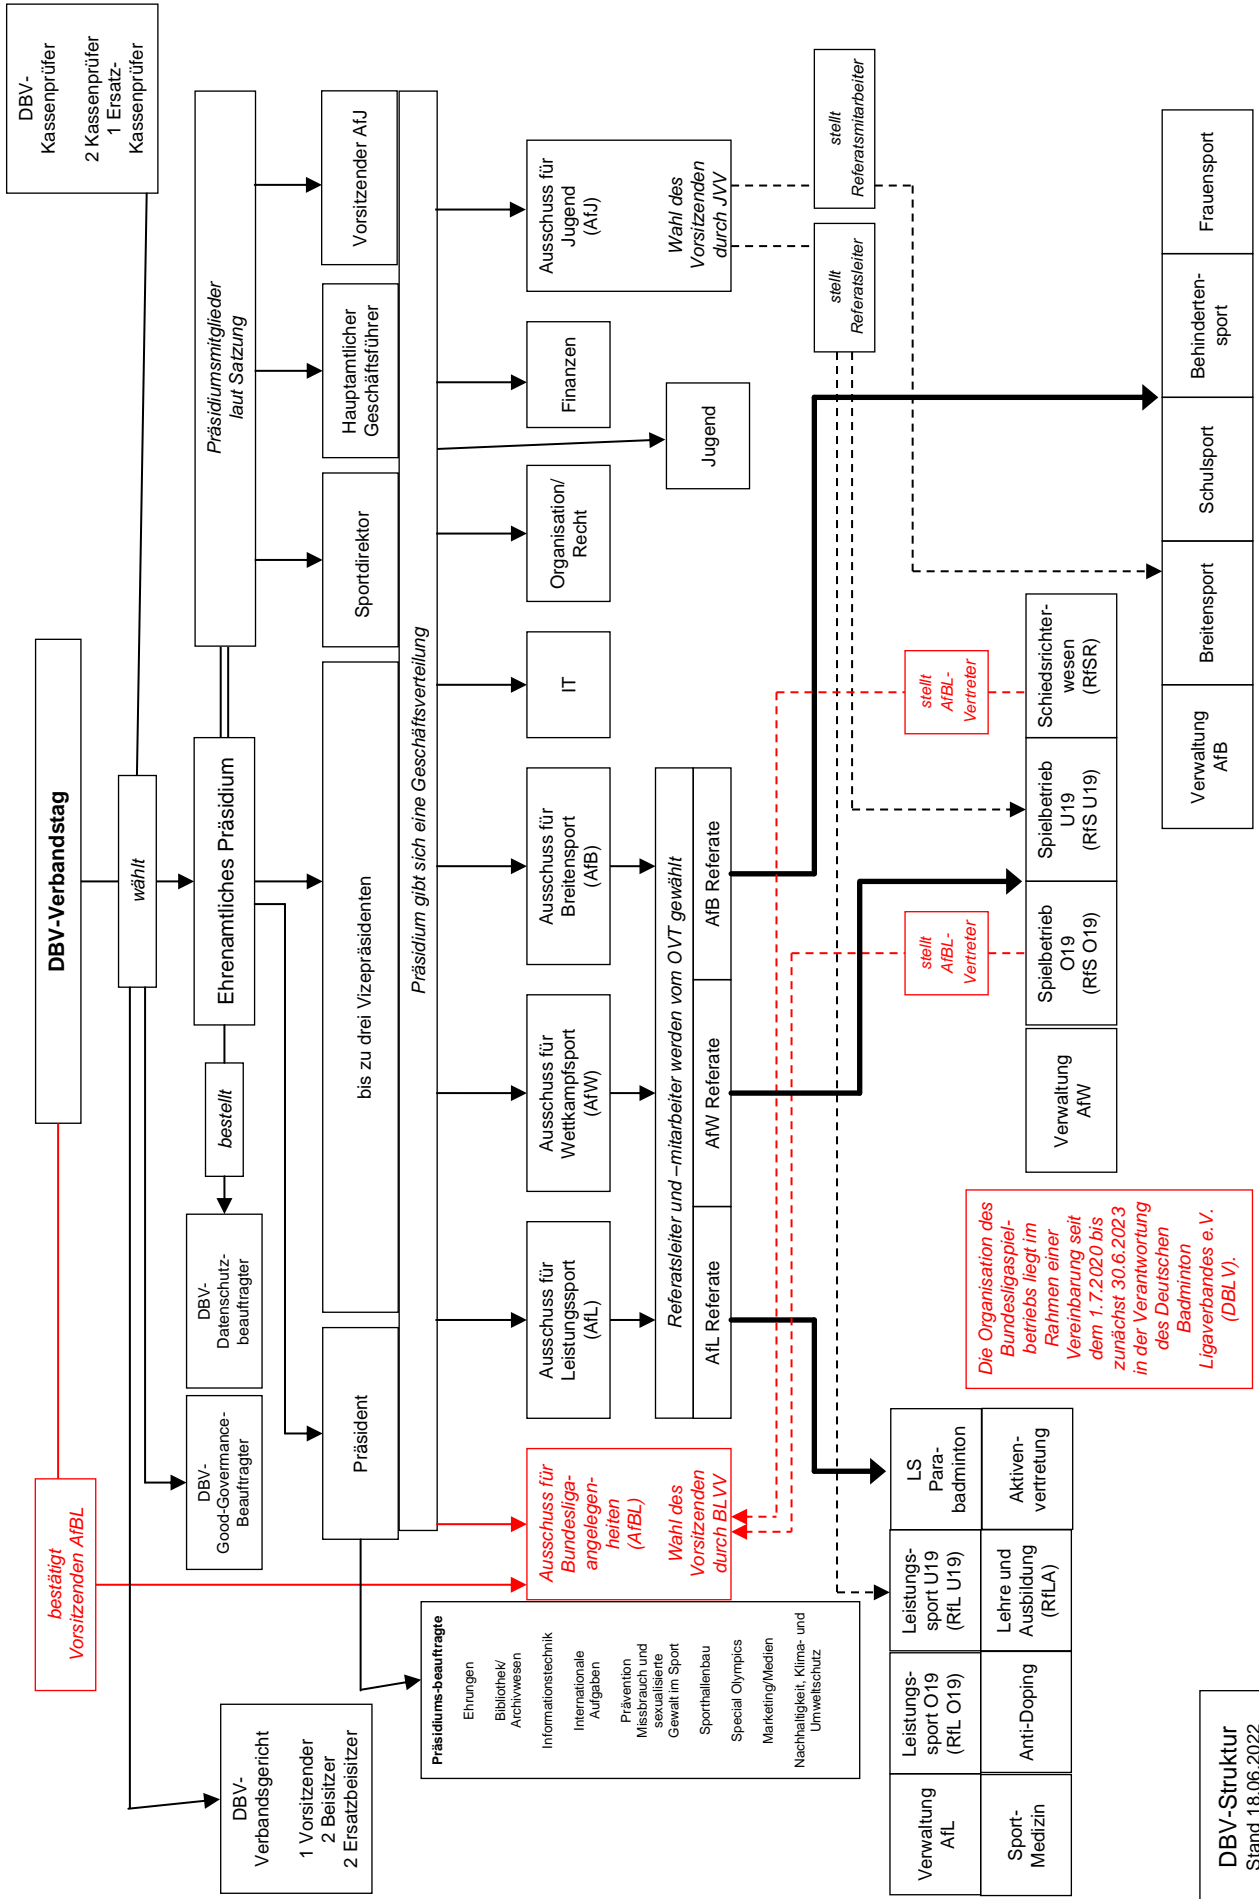 DBV-Verbandstag
bestätigt
Vorsitzenden AfBL
wählt
DBV-
Kassenprüfer
2 Kassenprüfer
1 Ersatz-
Kassenprüfer
DBV-
Verbandsgericht
1 Vorsitzender
2 Beisitzer
2 Ersatzbeisitzer
DBV-
Good-Governance-
Beauftragter
DBV-
Datenschutz-
beauftragter
bestellt
Ehrenamtliches Präsidium
Präsidiumsmitglieder
laut Satzung
Präsident
bis zu drei Vizepräsidenten
Sportdirektor
Hauptamtlicher
Geschäftsführer
Vorsitzender AfJ
Präsidium gibt sich eine Geschäftsverteilung
Präsidiums-beauftragte
Ehrungen
Bibliothek/
Archivwesen
Informationstechnik
Internationale
Aufgaben
Prävention
Missbrauch und
sexualisierte
Gewalt im Sport
Sporthallenbau
Special Olympics
Marketing/Medien
Nachhaltigkeit, Klima- und
Umweltschutz
Ausschuss für
Bundesliga-
angelegen-
heiten
(AfBL)
Wahl des
Vorsitzenden
durch BLVV
Ausschuss für
Leistungssport
(AfL)
Ausschuss für
Wettkampfsport
(AfW)
Ausschuss für
Breitensport
(AfB)
IT
Organisation/
Recht
Finanzen
Ausschuss für
Jugend
(AfJ)
Wahl des
Vorsitzenden
durch JVV
Jugend
Referatsleiter und –mitarbeiter werden vom OVT gewählt
AfL Referate
AfW Referate
AfB Referate
stellt
Referatsleiter
stellt
Referatsmitarbeiter
stellt
AfBL-
Vertreter
stellt
AfBL-
Vertreter
Verwaltung
AfL
Leistungs-
sport O19
(RfL O19)
Leistungs-
sport U19
(RfL U19)
LS
Para-
badminton
Sport-
Medizin
Anti-Doping
Lehre und
Ausbildung
(RfLA)
Aktiven-
vertretung
Die Organisation des
Bundesligaspiel-
betriebs liegt im
Rahmen einer
Vereinbarung seit
dem 1.7.2020 bis
zunächst 30.6.2023
in der Verantwortung
des Deutschen
Badminton
Ligaverbandes e.V.
(DBLV).
Verwaltung
AfW
Spielbetrieb
O19
(RfS O19)
Spielbetrieb
U19
(RfS U19)
Schiedsrichter-
wesen
(RfSR)
Verwaltung
AfB
Breitensport
Schulsport
Behinderten-
sport
Frauensport
DBV-Struktur
Stand 18.06.2022